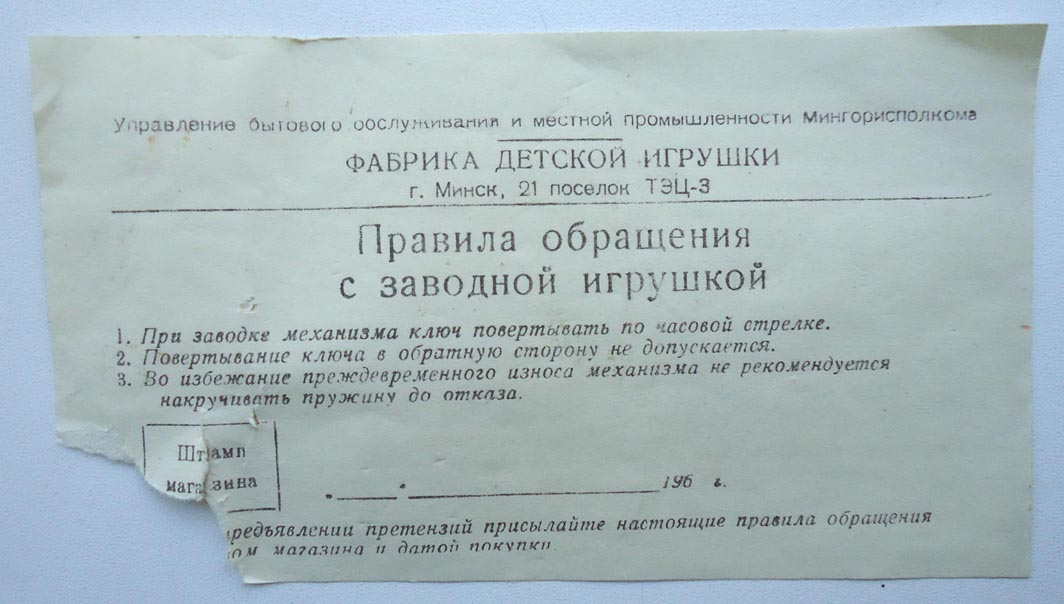 Управление бытового обслуживания и местной промышленности Мингорисполкома
ФАБРИКА ДЕТСКОЙ ИГРУШКИ
г. Минск, 21 поселок ТЭЦ-3
Правила обращения
с заводной игрушкой
1. При заводке механизма ключ повертывать по часовой стрелке.
2. Повертывание ключа в обратную сторону не допускается.
3. Во избежание преждевременного износа механизма не рекомендуется
накручивать пружину до отказа.
Штамп
магазина
196 г.
редъявлении претензий присылайте настоящие правила обращения
ом магазина и датой покупки.